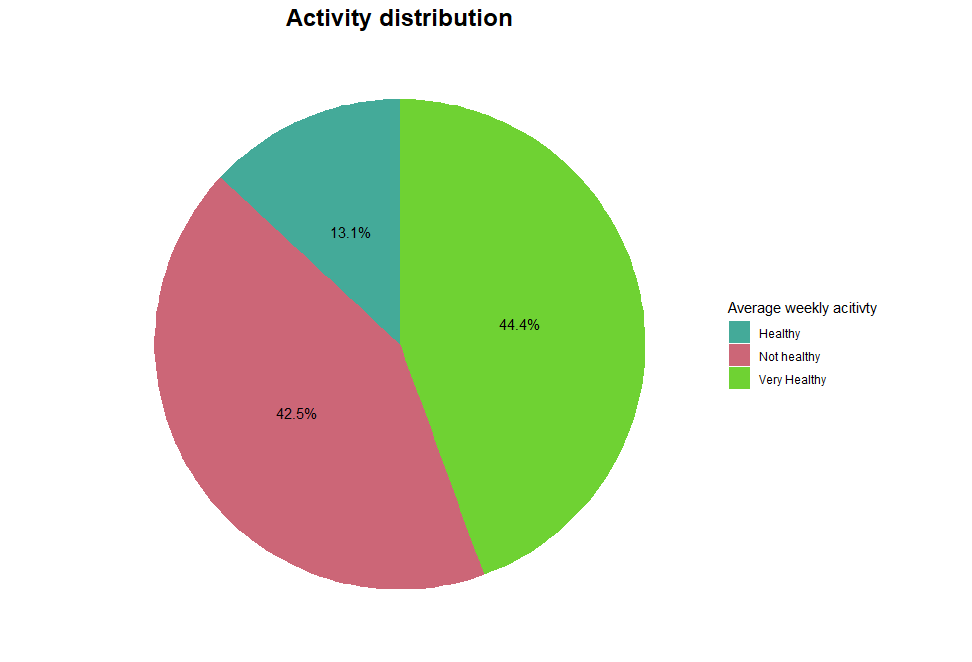 Activity distribution
13.1%
44.4%
42.5%
Average weekly acitivty
Healthy
Not healthy
Very Healthy